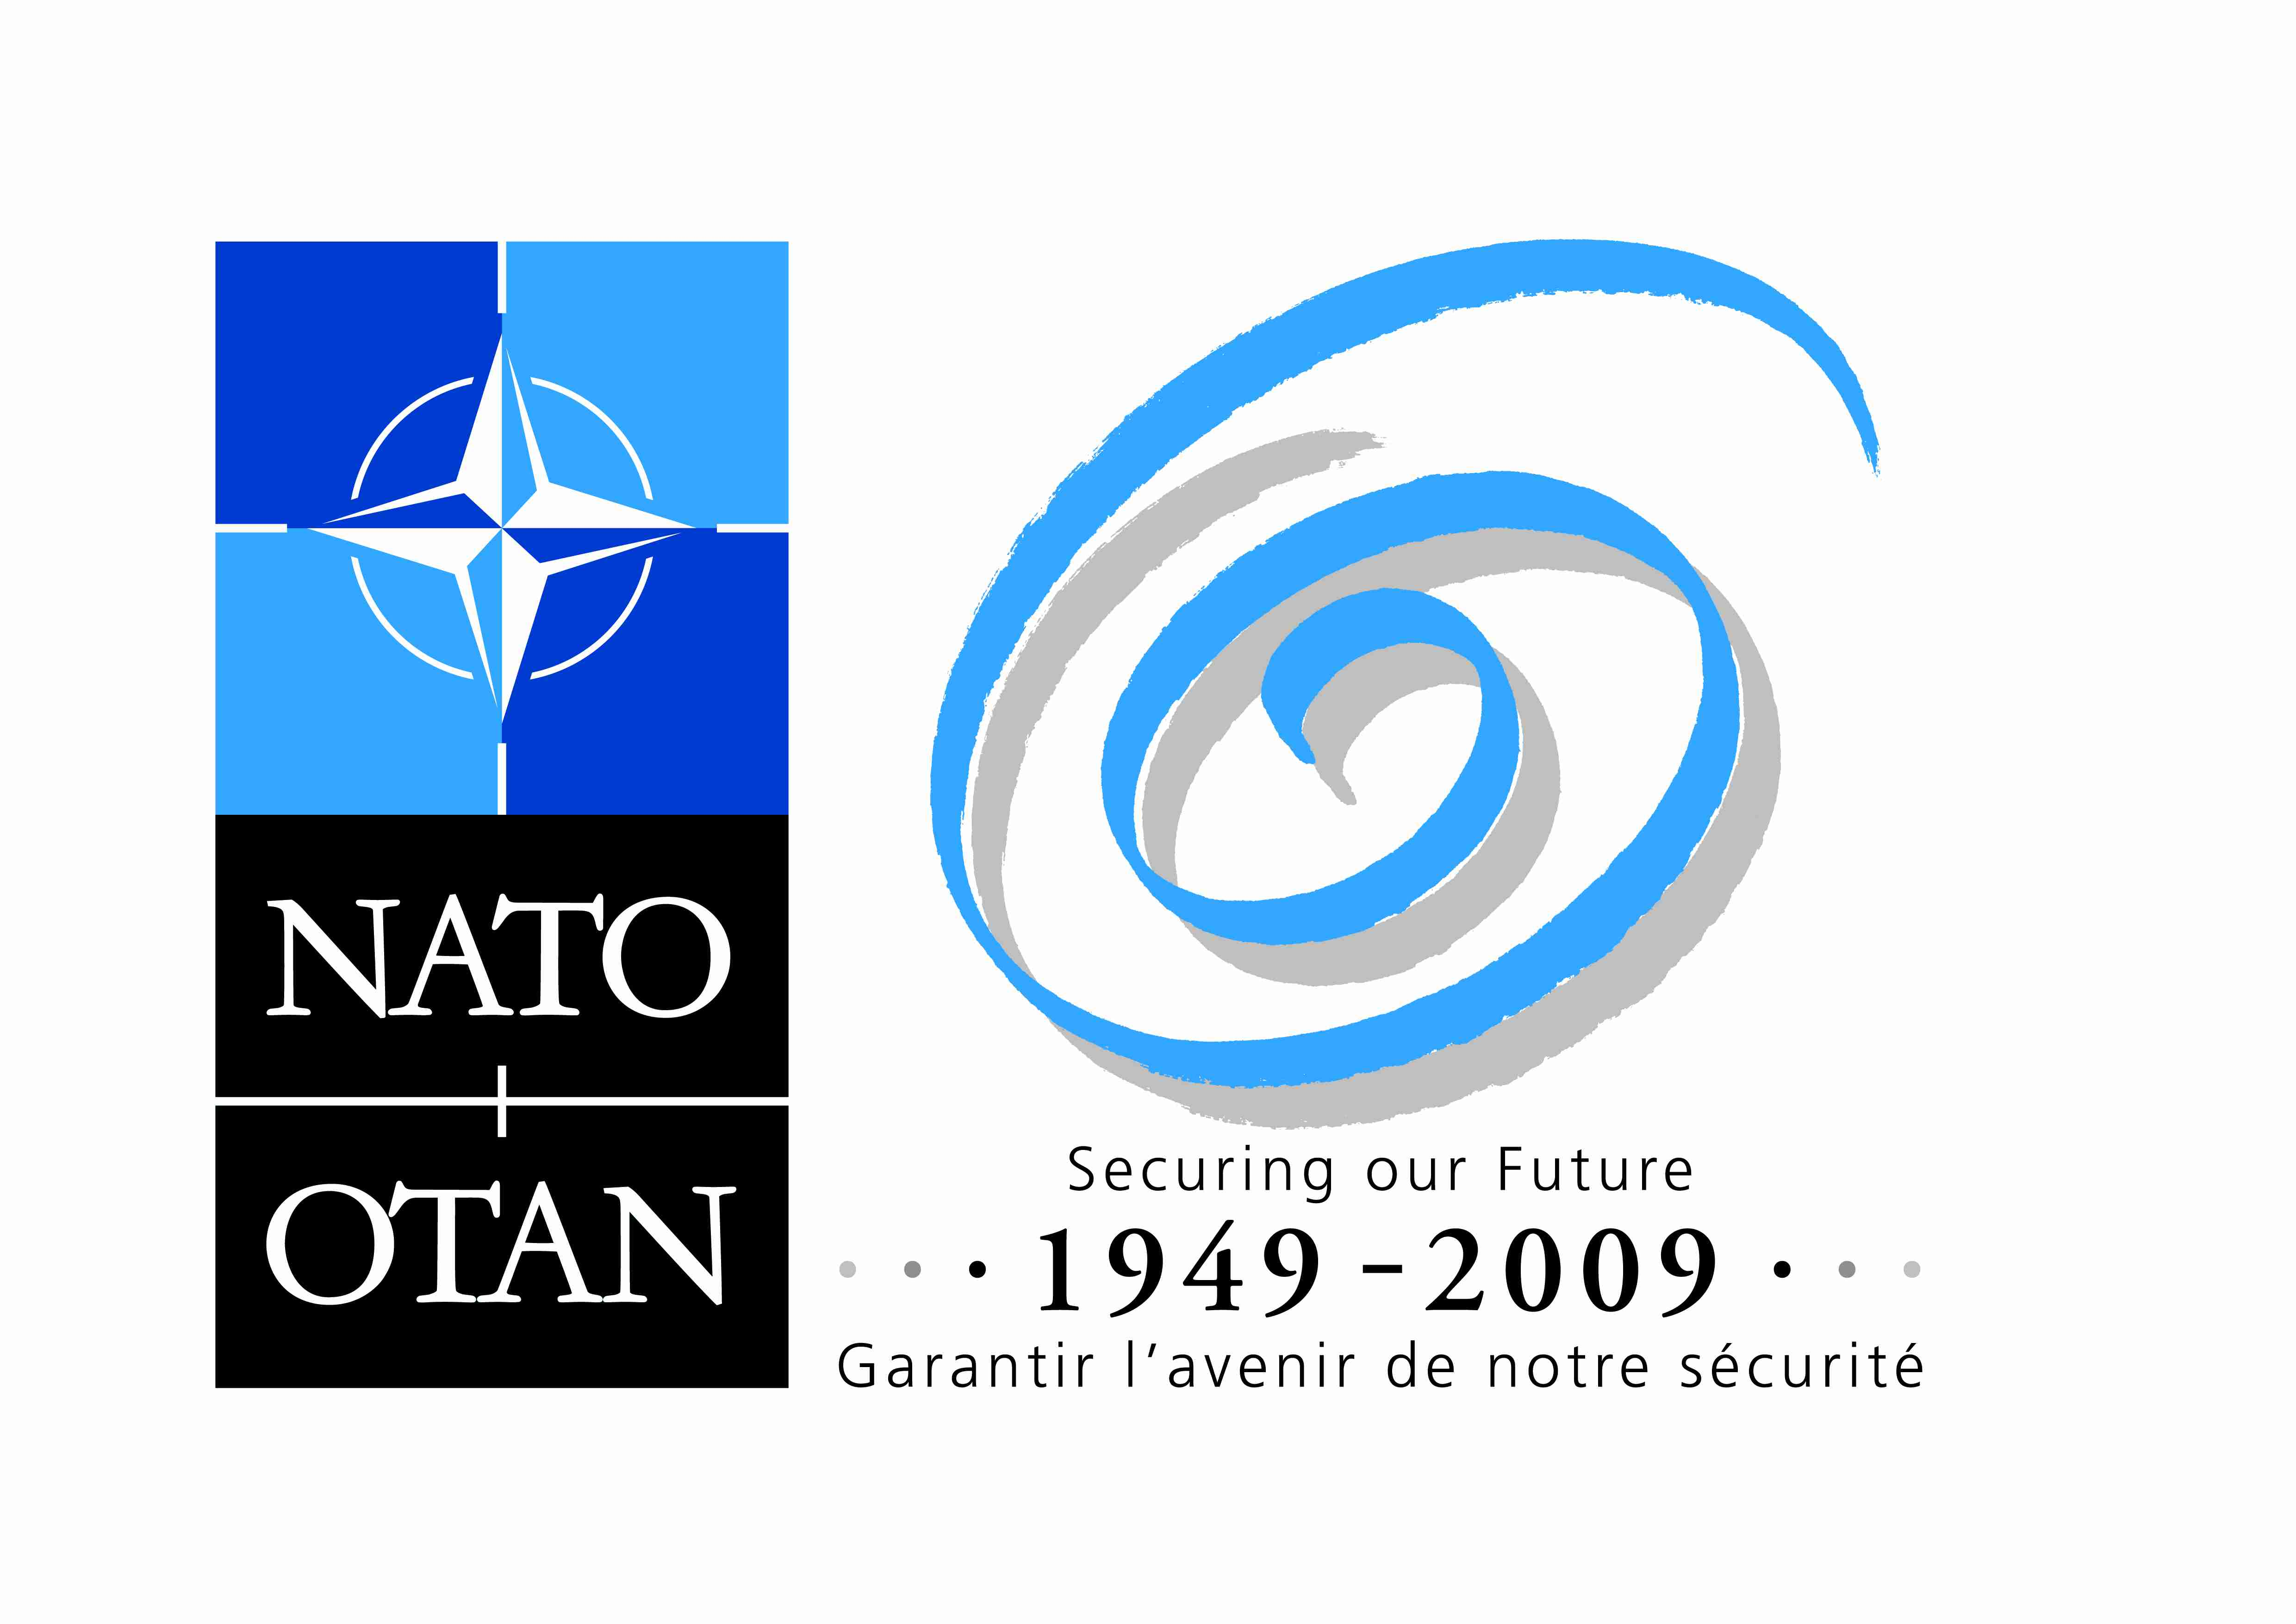 NATO
OTAN
Securing our Future
• • • 1949–2009 • • •
Garantir l'avenir de notre sécurité